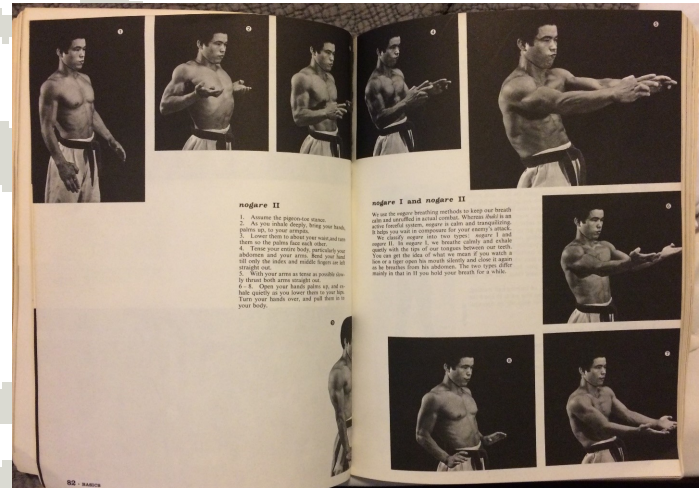 1
2
3
4
5
nogare II
1. Assume the pigeon-toe stance.
2. As you inhale deeply, bring your hands,
palms up, to your armpits.
3. Lower them to about your waist and turn
them so the palms face each other.
4. Tense your entire body, particularly your
abdomen and your arms. Bend your hand
till only the index and middle fingers are left
straight out.
5. With your arms as tense as possible slow-
ly thrust both arms straight out.
6–8. Open your hands palms up, and ex-
hale quietly as you lower them to your hips.
Turn your hands over, and pull them in to
your body.
82 · BASICS
nogare I and nogare II
We use the nogare breathing methods to keep our breath
calm and unruffled in actual combat. Whereas ibuki is an
active forceful system, nogare is calm and tranquilizing.
It helps you wait in composure for your enemy's attack.
We classify nogare into two types: nogare I and
nogare II. In nogare I, we breathe calmly and exhale
quietly with the tips of our tongues between our teeth.
You can get the idea of what we mean if you watch a
lion or a tiger open his mouth silently and close it again
as he breathes from his abdomen. The two types differ
mainly in that in II you hold your breath for a while.
6
8
7